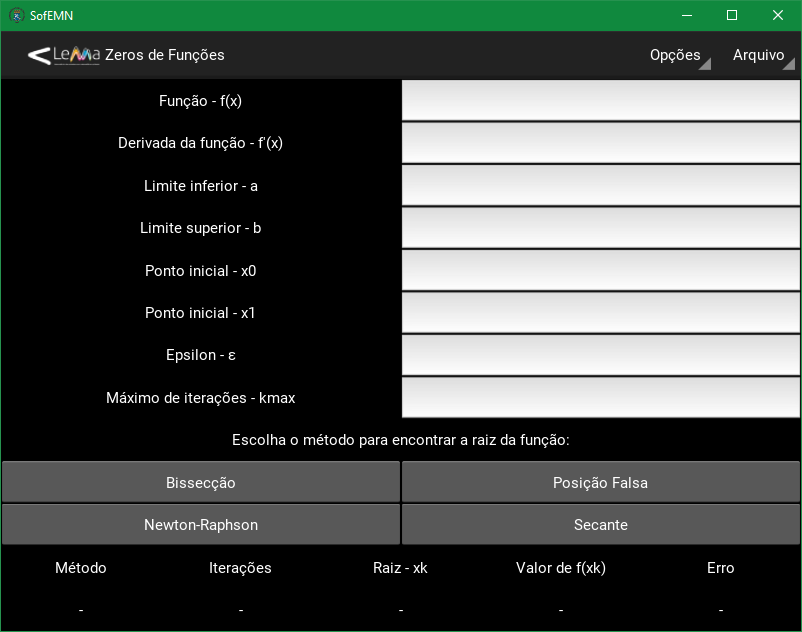 SofEMN
LeMa Zeros de Funções Opções Arquivo
Função - f(x)
Derivada da função - f'(x)
Limite inferior - a
Limite superior - b
Ponto inicial - x0
Ponto inicial - x1
Epsilon - ε
Máximo de iterações - kmax
Escolha o método para encontrar a raiz da função:
Bissecção Posição Falsa
Newton-Raphson Secante
Método Iterações Raiz - xk Valor de f(xk) Erro
- - - - -